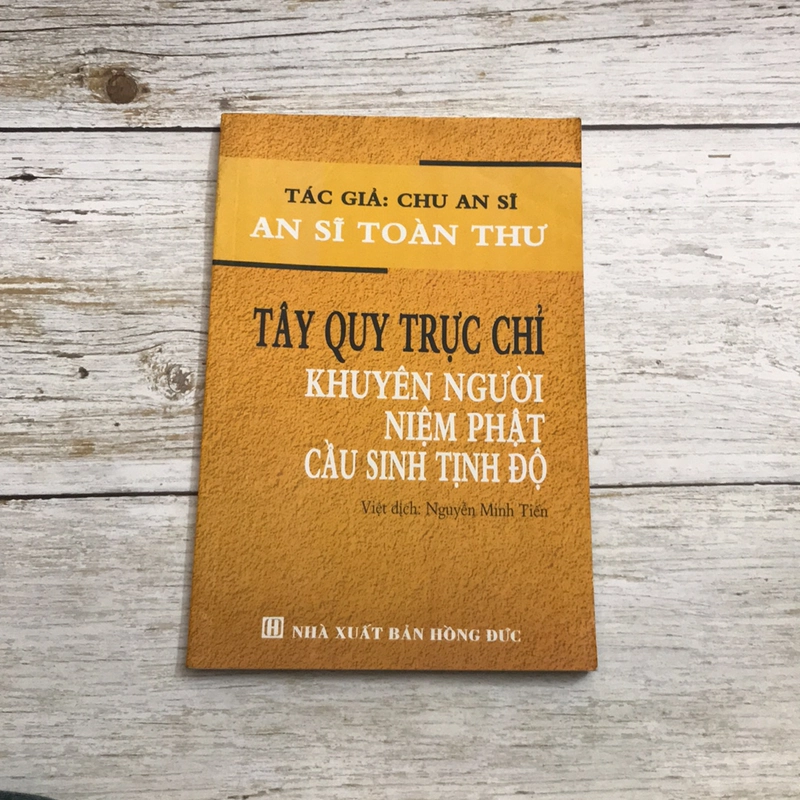 TÁC GIẢ: CHU AN SĨ
AN SĨ TOÀN THƯ
TÂY QUY TRỰC CHỈ
KHUYÊN NGƯỜI
NIỆM PHẬT
CẦU SINH TỊNH ĐỘ
Việt dịch: Nguyễn Minh Tiến
NHÀ XUẤT BẢN HỒNG ĐỨC